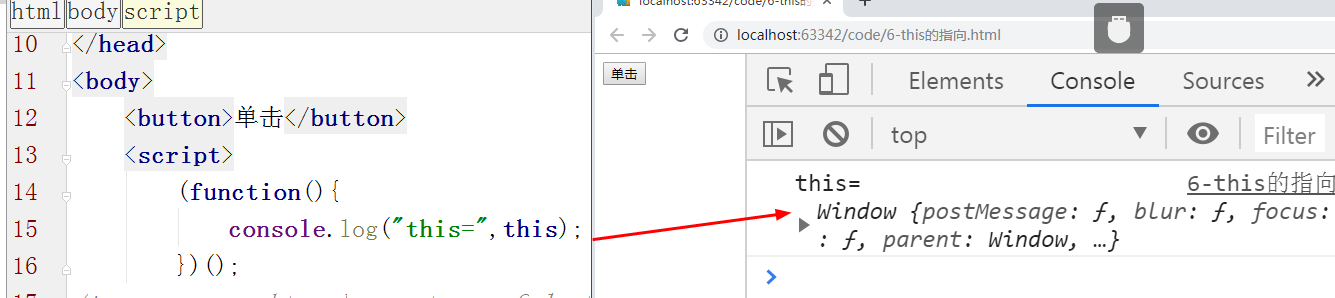 html body script
10 </head>
11 <body>
12 <button>单击</button>
13 <script>
14 (function(){
15 console.log("this=",this);
16 })();
localhost:63342/code/6-this的
localhost:63342/code/6-this的指向.html
单击
Elements Console Sources »
top Filter
this= 6-this的指向
Window {postMessage: ƒ, blur: ƒ, focus:
: ƒ, parent: Window, …}